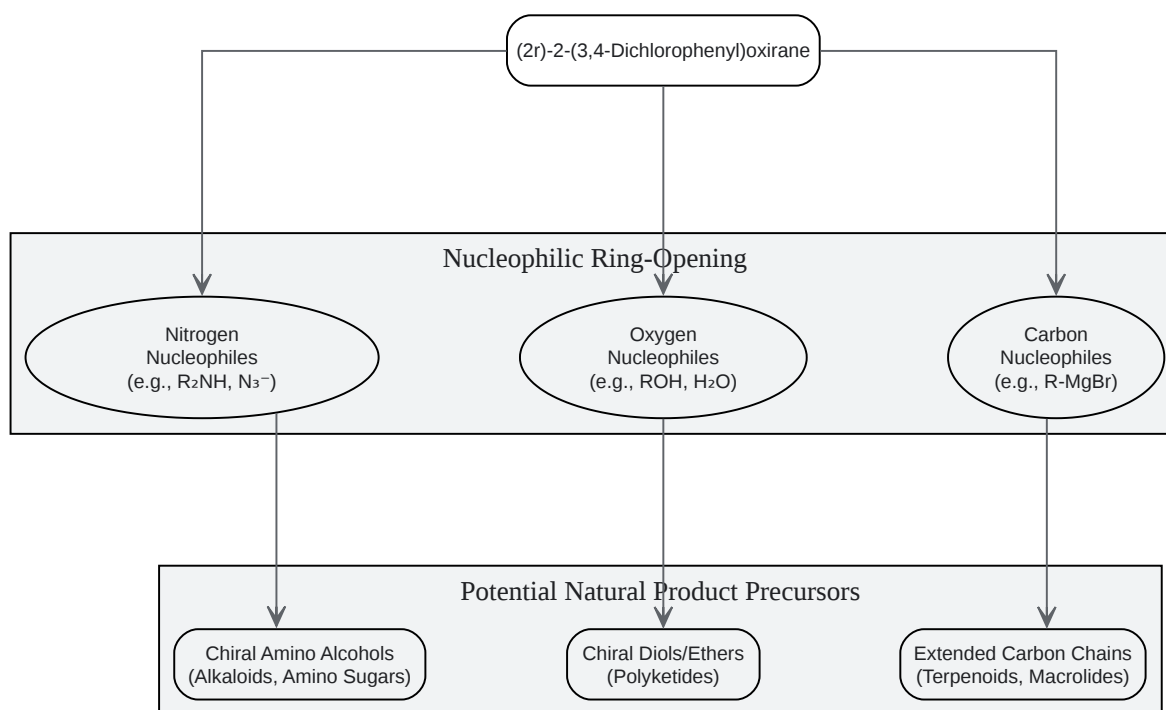 (2r)-2-(3,4-Dichlorophenyl)oxirane
Nucleophilic Ring-Opening
Nitrogen
Nucleophiles
(e.g., R₂NH, N₃⁻)
Oxygen
Nucleophiles
(e.g., ROH, H₂O)
Carbon
Nucleophiles
(e.g., R-MgBr)
Potential Natural Product Precursors
Chiral Amino Alcohols
(Alkaloids, Amino Sugars)
Chiral Diols/Ethers
(Polyketides)
Extended Carbon Chains
(Terpenoids, Macrolides)